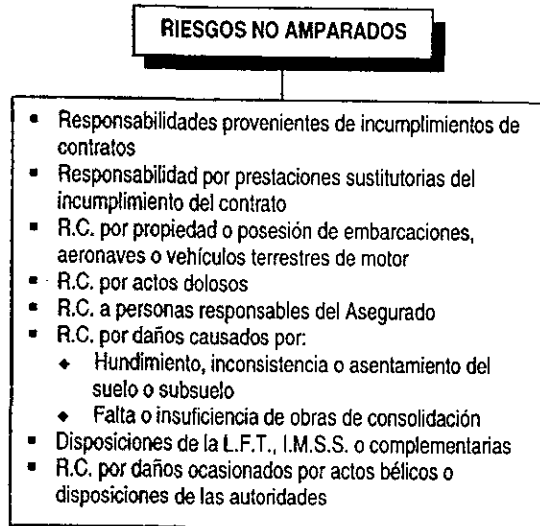 RIESGOS NO AMPARADOS
▪ Responsabilidades provenientes de incumplimientos de
contratos
▪ Responsabilidad por prestaciones sustitutorias del
incumplimiento del contrato
▪ R.C. por propiedad o posesión de embarcaciones,
aeronaves o vehículos terrestres de motor
▪ R.C. por actos dolosos
▪ R.C. a personas responsables del Asegurado
▪ R.C. por daños causados por:
♦ Hundimiento, inconsistencia o asentamiento del
suelo o subsuelo
♦ Falta o insuficiencia de obras de consolidación
▪ Disposiciones de la L.F.T., I.M.S.S. o complementarias
▪ R.C. por daños ocasionados por actos bélicos o
disposiciones de las autoridades